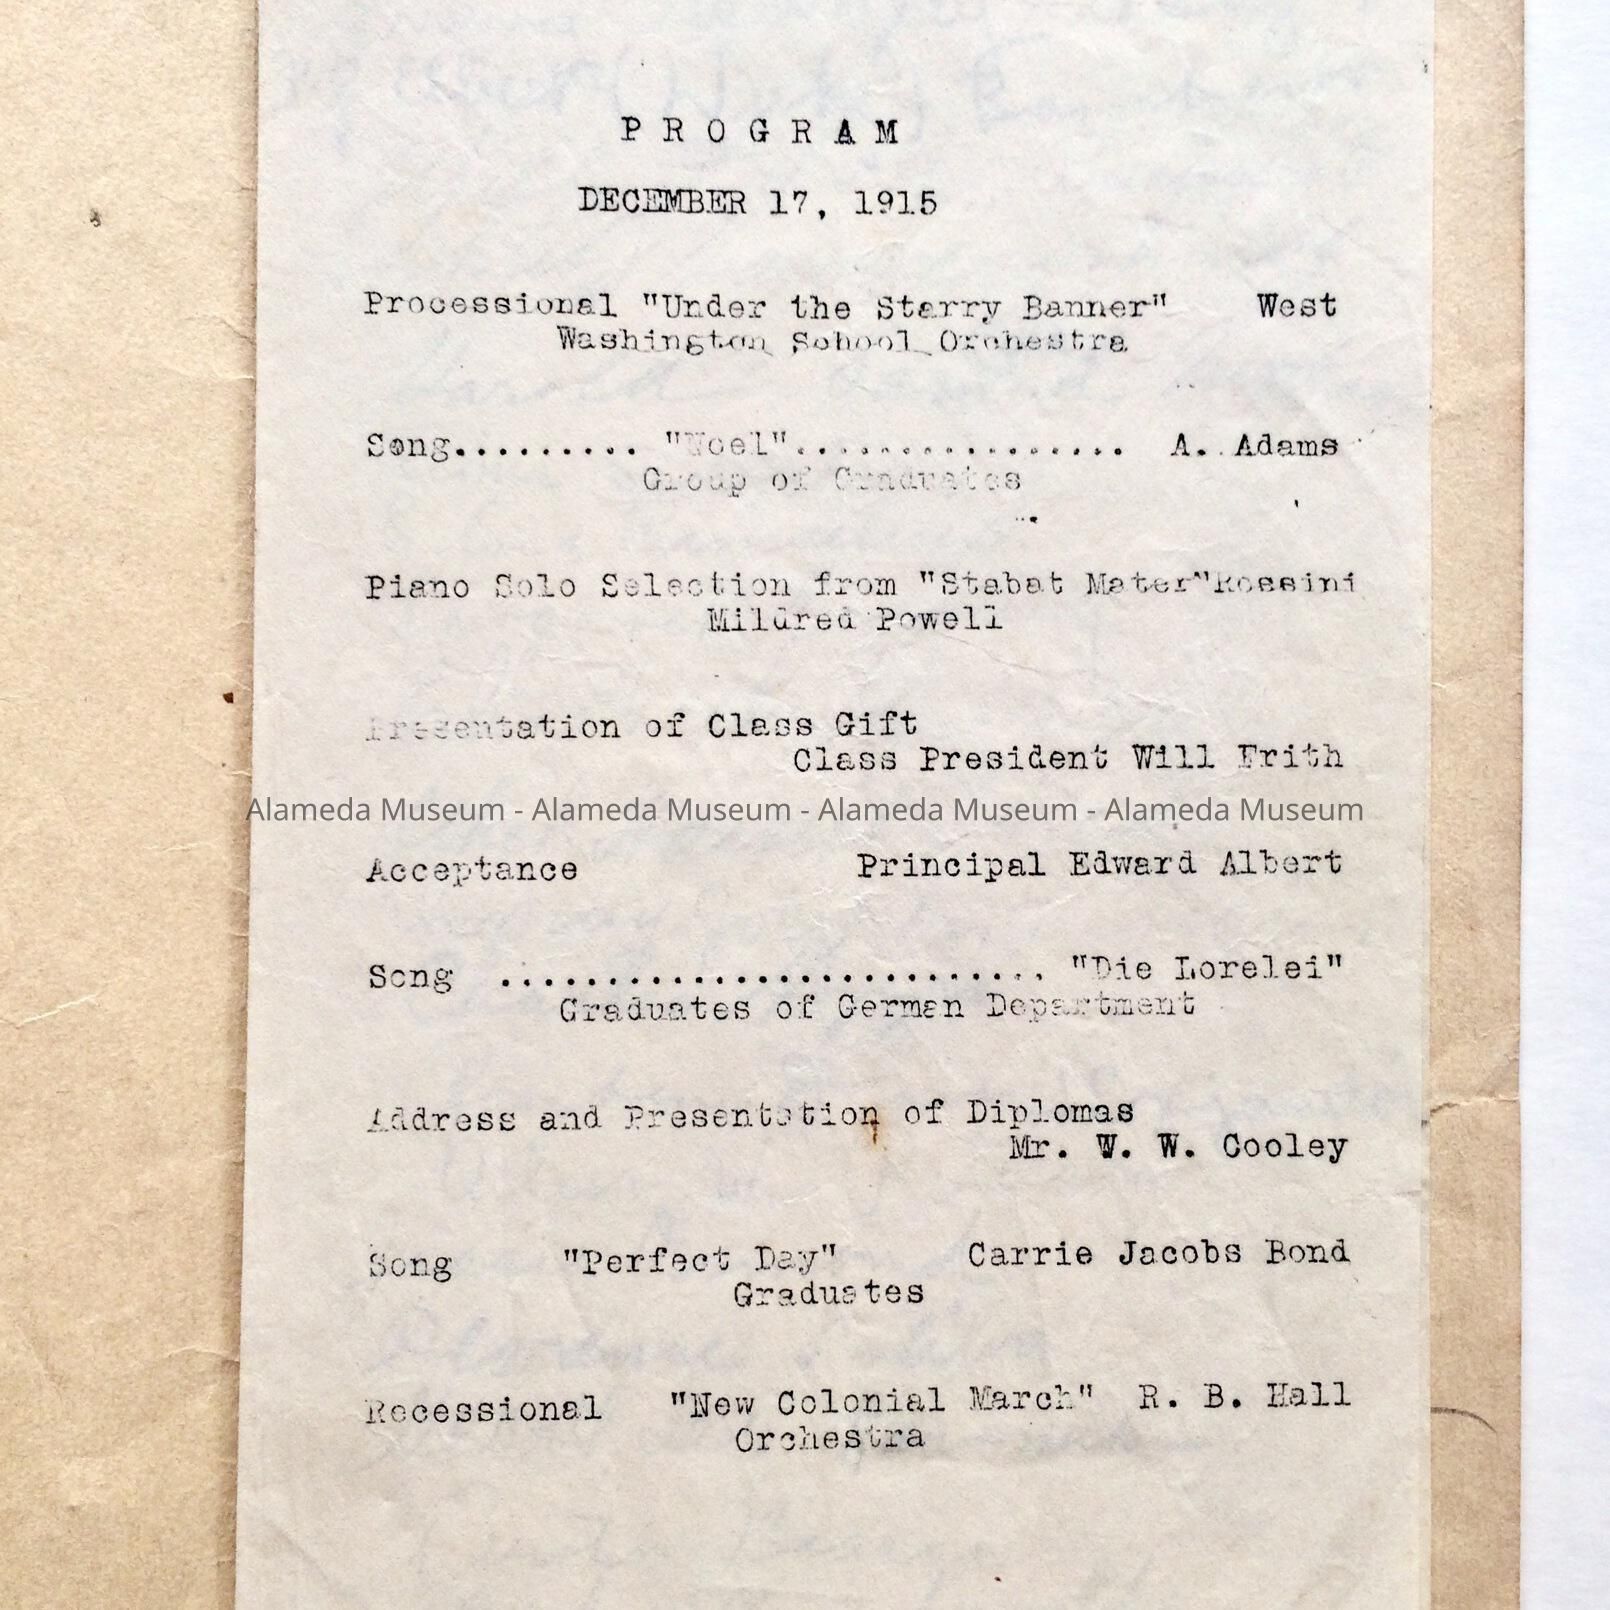 PROGRAM
DECEMBER 17, 1915
Processional "Under the Starry Banner" West
Washington School Orchestra
Song......... "Noel"................ A. Adams
Group of Graduates
Piano Solo Selection from "Stabat Mater"Rossini
Mildred Powell
Presentation of Class Gift
Class President Will Frith
Alameda Museum - Alameda Museum - Alameda Museum - Alameda Museum
Acceptance Principal Edward Albert
Song .......................... "Die Lorelei"
Graduates of German Department
Address and Presentation of Diplomas
Mr. W. W. Cooley
Song "Perfect Day" Carrie Jacobs Bond
Graduates
Recessional "New Colonial March" R. B. Hall
Orchestra